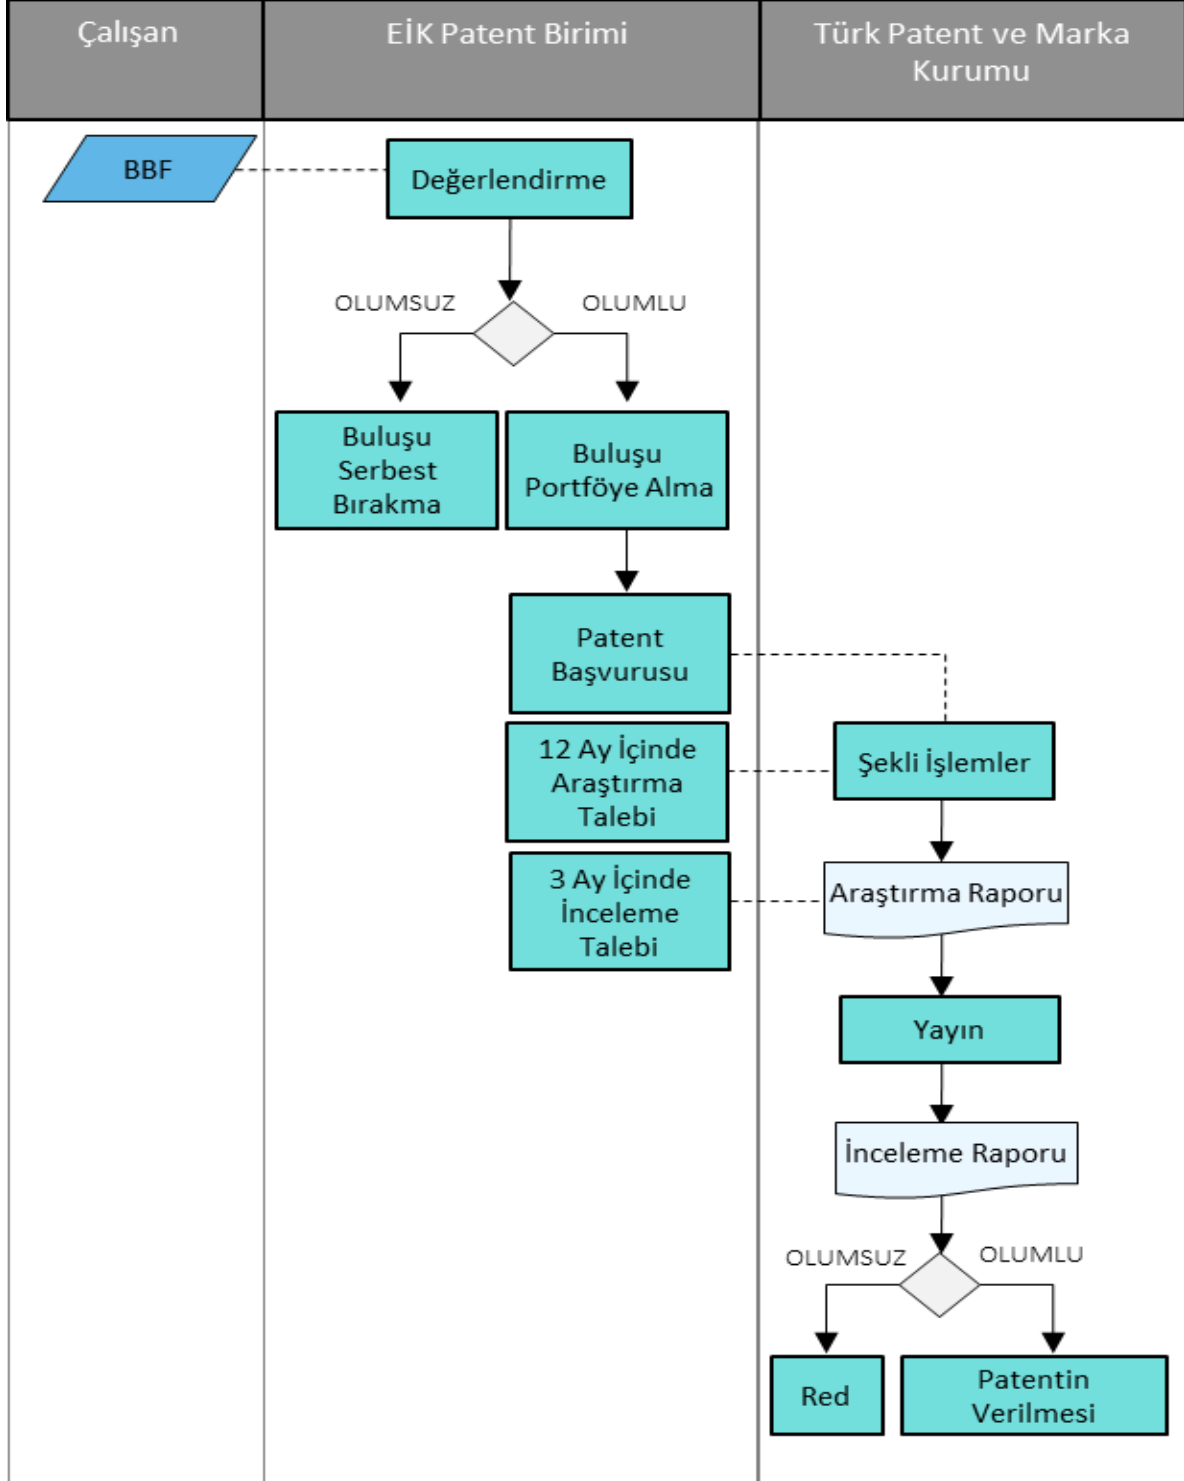 Çalışan
EİK Patent Birimi
Türk Patent ve Marka
Kurumu
BBF
Değerlendirme
OLUMSUZ
OLUMLU
Buluşu
Serbest
Bırakma
Buluşu
Portföye Alma
Patent
Başvurusu
12 Ay İçinde
Araştırma
Talebi
Şekli İşlemler
3 Ay İçinde
İnceleme
Talebi
Araştırma Raporu
Yayın
İnceleme Raporu
OLUMSUZ
OLUMLU
Red
Patentin
Verilmesi